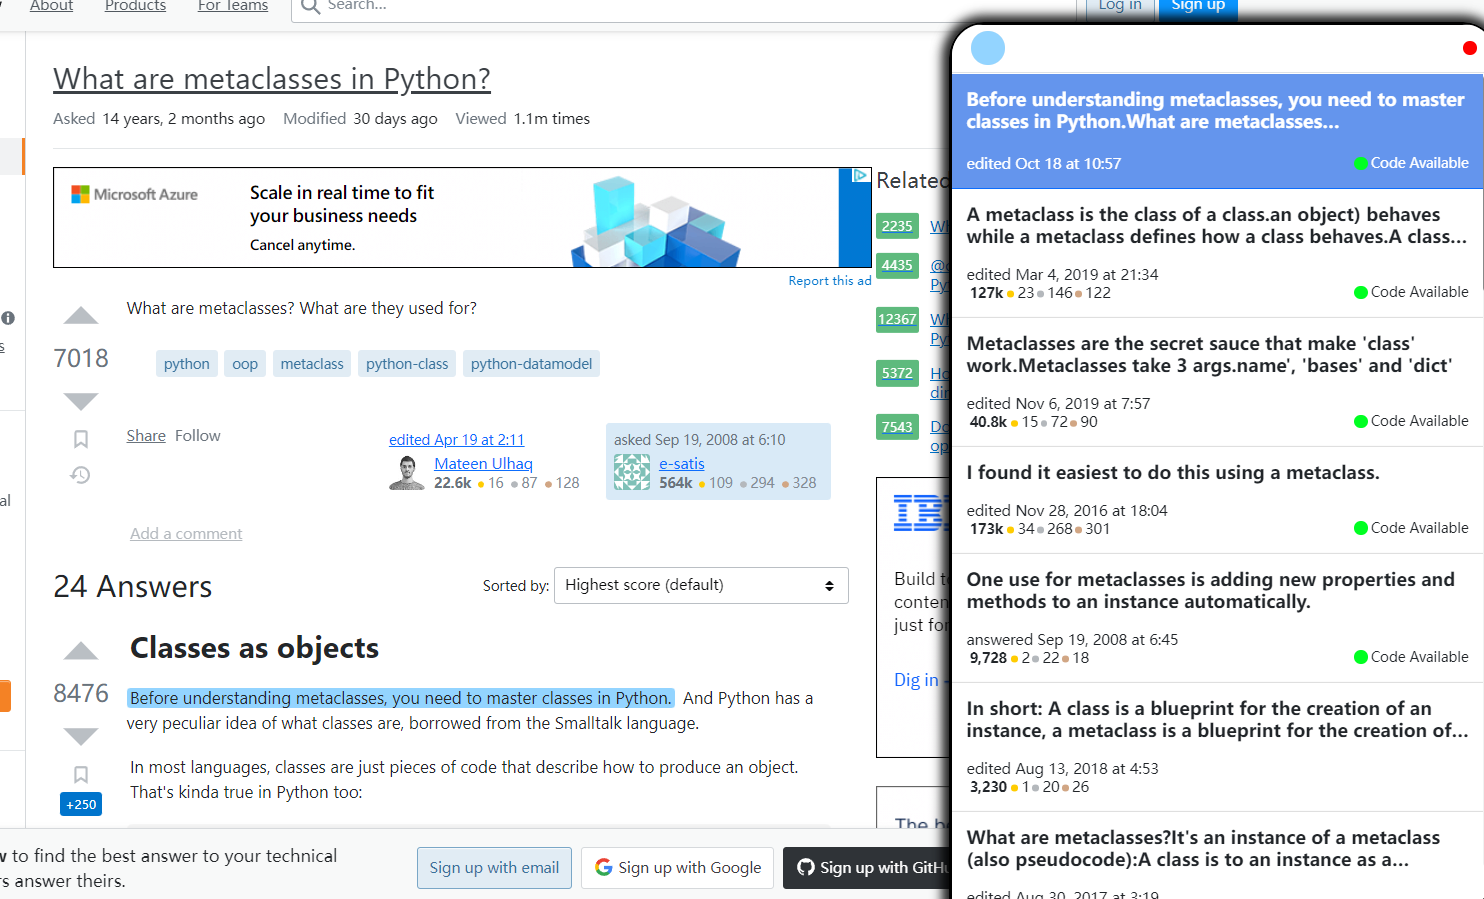 About Products For Teams
Search...
Log in Sign up
What are metaclasses in Python?
Asked 14 years, 2 months ago Modified 30 days ago Viewed 1.1m times
Microsoft Azure
Scale in real time to fit
your business needs
Cancel anytime.
Report this ad
What are metaclasses? What are they used for?
7018
python oop metaclass python-class python-datamodel
Share Follow
edited Apr 19 at 2:11
Mateen Ulhaq
22.6k 16 87 128
asked Sep 19, 2008 at 6:10
e-satis
564k 109 294 328
Add a comment
24 Answers
Sorted by:
Highest score (default)
Classes as objects
8476
Before understanding metaclasses, you need to master classes in Python. And Python has a
very peculiar idea of what classes are, borrowed from the Smalltalk language.
In most languages, classes are just pieces of code that describe how to produce an object.
That's kinda true in Python too:
+250
Related
2235
4435
Py
12367
Py
5372
Ho
dir
7543
Do
op
IB
Build t
conten
just for
Dig in
The be
w to find the best answer to your technical
rs answer theirs.
Sign up with email
Sign up with Google
Sign up with GitHu
s
al
Before understanding metaclasses, you need to master
classes in Python.What are metaclasses...
edited Oct 18 at 10:57
Code Available
A metaclass is the class of a class.an object) behaves
while a metaclass defines how a class behaves.A class...
edited Mar 4, 2019 at 21:34
127k 23 146 122
Code Available
Metaclasses are the secret sauce that make 'class'
work.Metaclasses take 3 args.name', 'bases' and 'dict'
edited Nov 6, 2019 at 7:57
40.8k 15 72 90
Code Available
I found it easiest to do this using a metaclass.
edited Nov 28, 2016 at 18:04
173k 34 268 301
Code Available
One use for metaclasses is adding new properties and
methods to an instance automatically.
answered Sep 19, 2008 at 6:45
9,728 2 22 18
Code Available
In short: A class is a blueprint for the creation of an
instance, a metaclass is a blueprint for the creation of...
edited Aug 13, 2018 at 4:53
3,230 1 20 26
What are metaclasses?It's an instance of a metaclass
(also pseudocode):A class is to an instance as a...
edited Aug 30, 2017 at 3:19